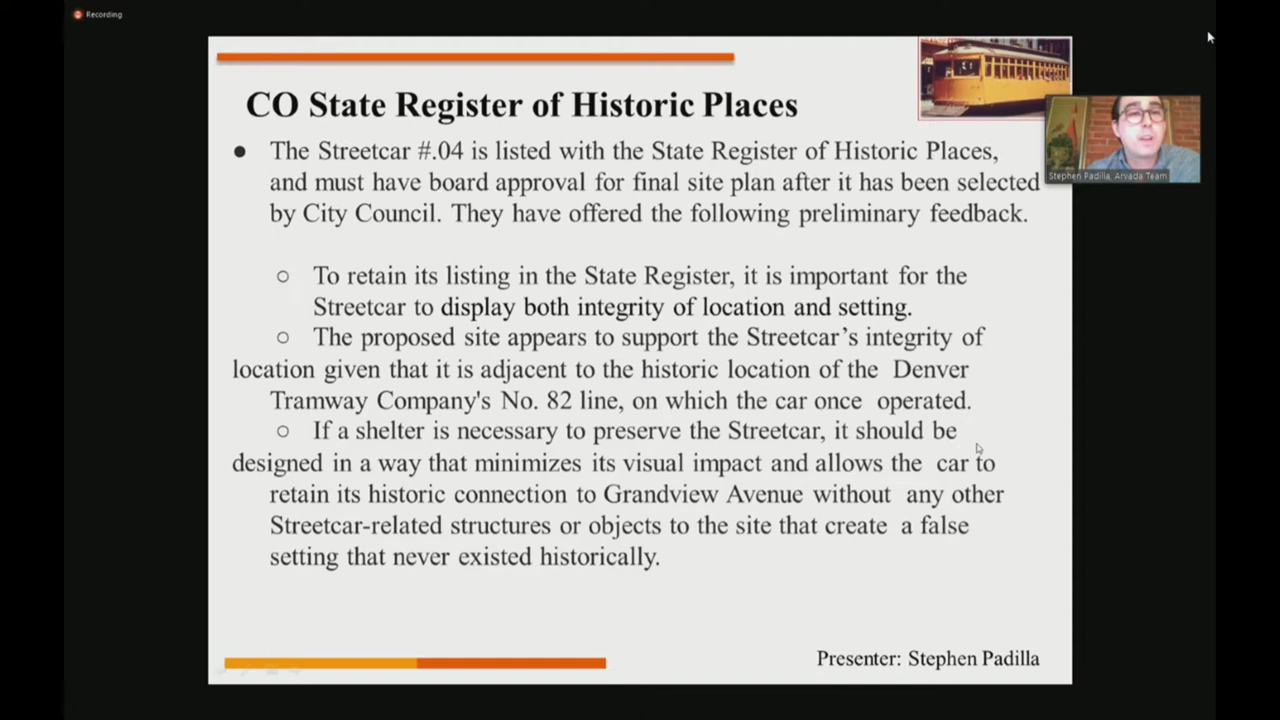 Recording
CO State Register of Historic Places
● The Streetcar #.04 is listed with the State Register of Historic Places,
and must have board approval for final site plan after it has been selected
by City Council. They have offered the following preliminary feedback.
○ To retain its listing in the State Register, it is important for the
Streetcar to display both integrity of location and setting.
○ The proposed site appears to support the Streetcar’s integrity of
location given that it is adjacent to the historic location of the Denver
Tramway Company's No. 82 line, on which the car once operated.
○ If a shelter is necessary to preserve the Streetcar, it should be
designed in a way that minimizes its visual impact and allows the car to
retain its historic connection to Grandview Avenue without any other
Streetcar-related structures or objects to the site that create a false
setting that never existed historically.
Presenter: Stephen Padilla
Stephen Padilla, Arvada Team